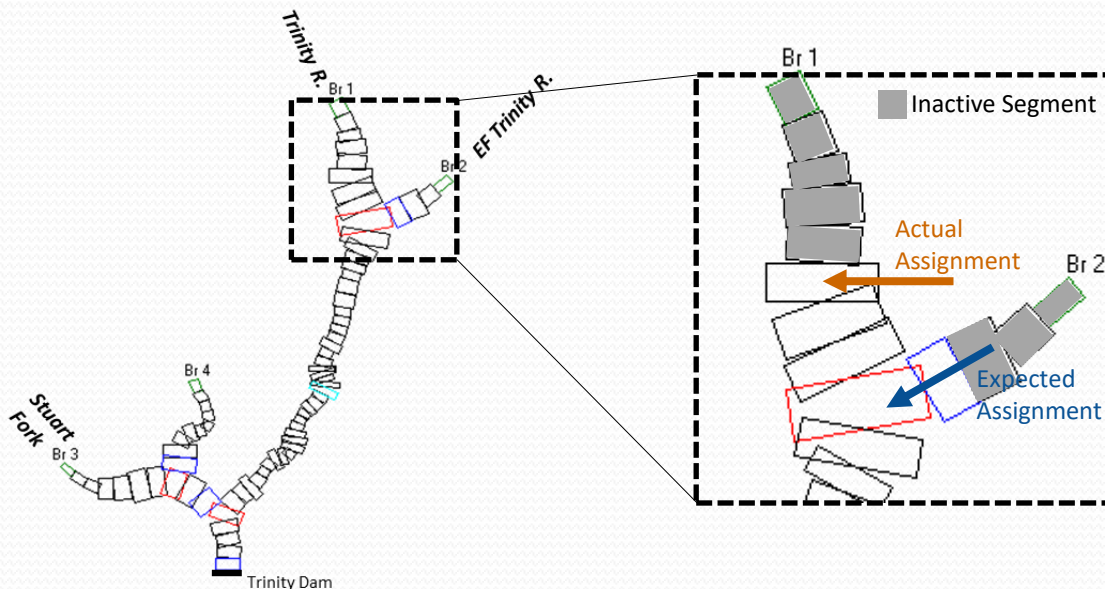 Trinity R.
Br 1
EF Trinity R.
Br 2
Br 4
Stuart
Fork
Br 3
Trinity Dam
Br 1
Inactive Segment
Actual
Assignment
Br 2
Expected
Assignment